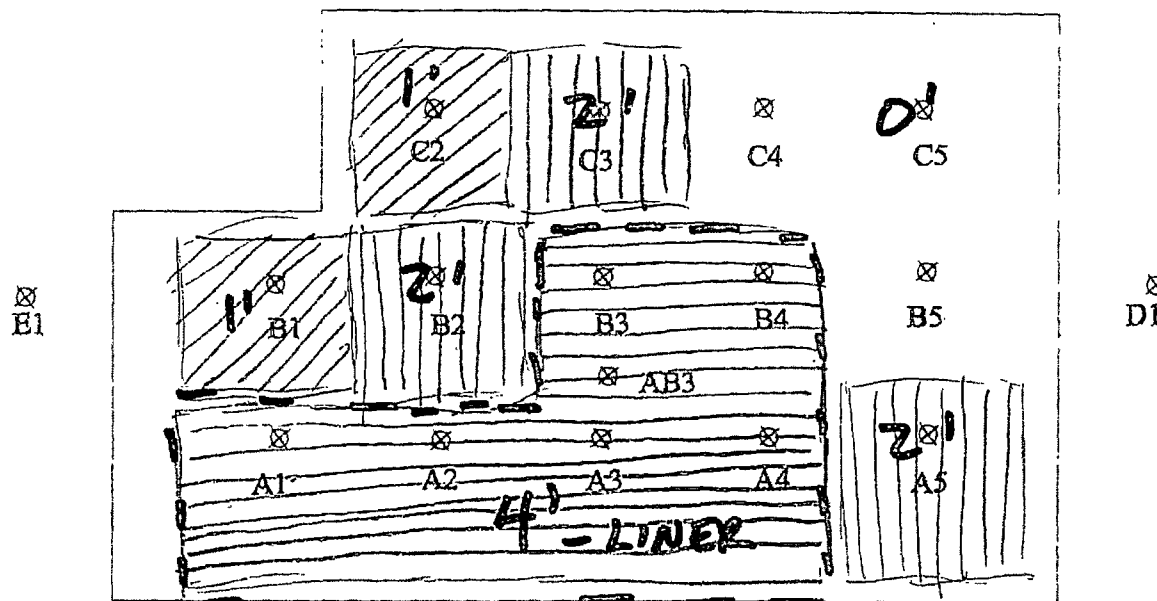 1' 2' 0'
C2 C3 C4 C5
1' 2'
E1 B1 B2 B3 B4 B5 D1
AB3
2'
A1 A2 A3 A4 A5
4' - LINER